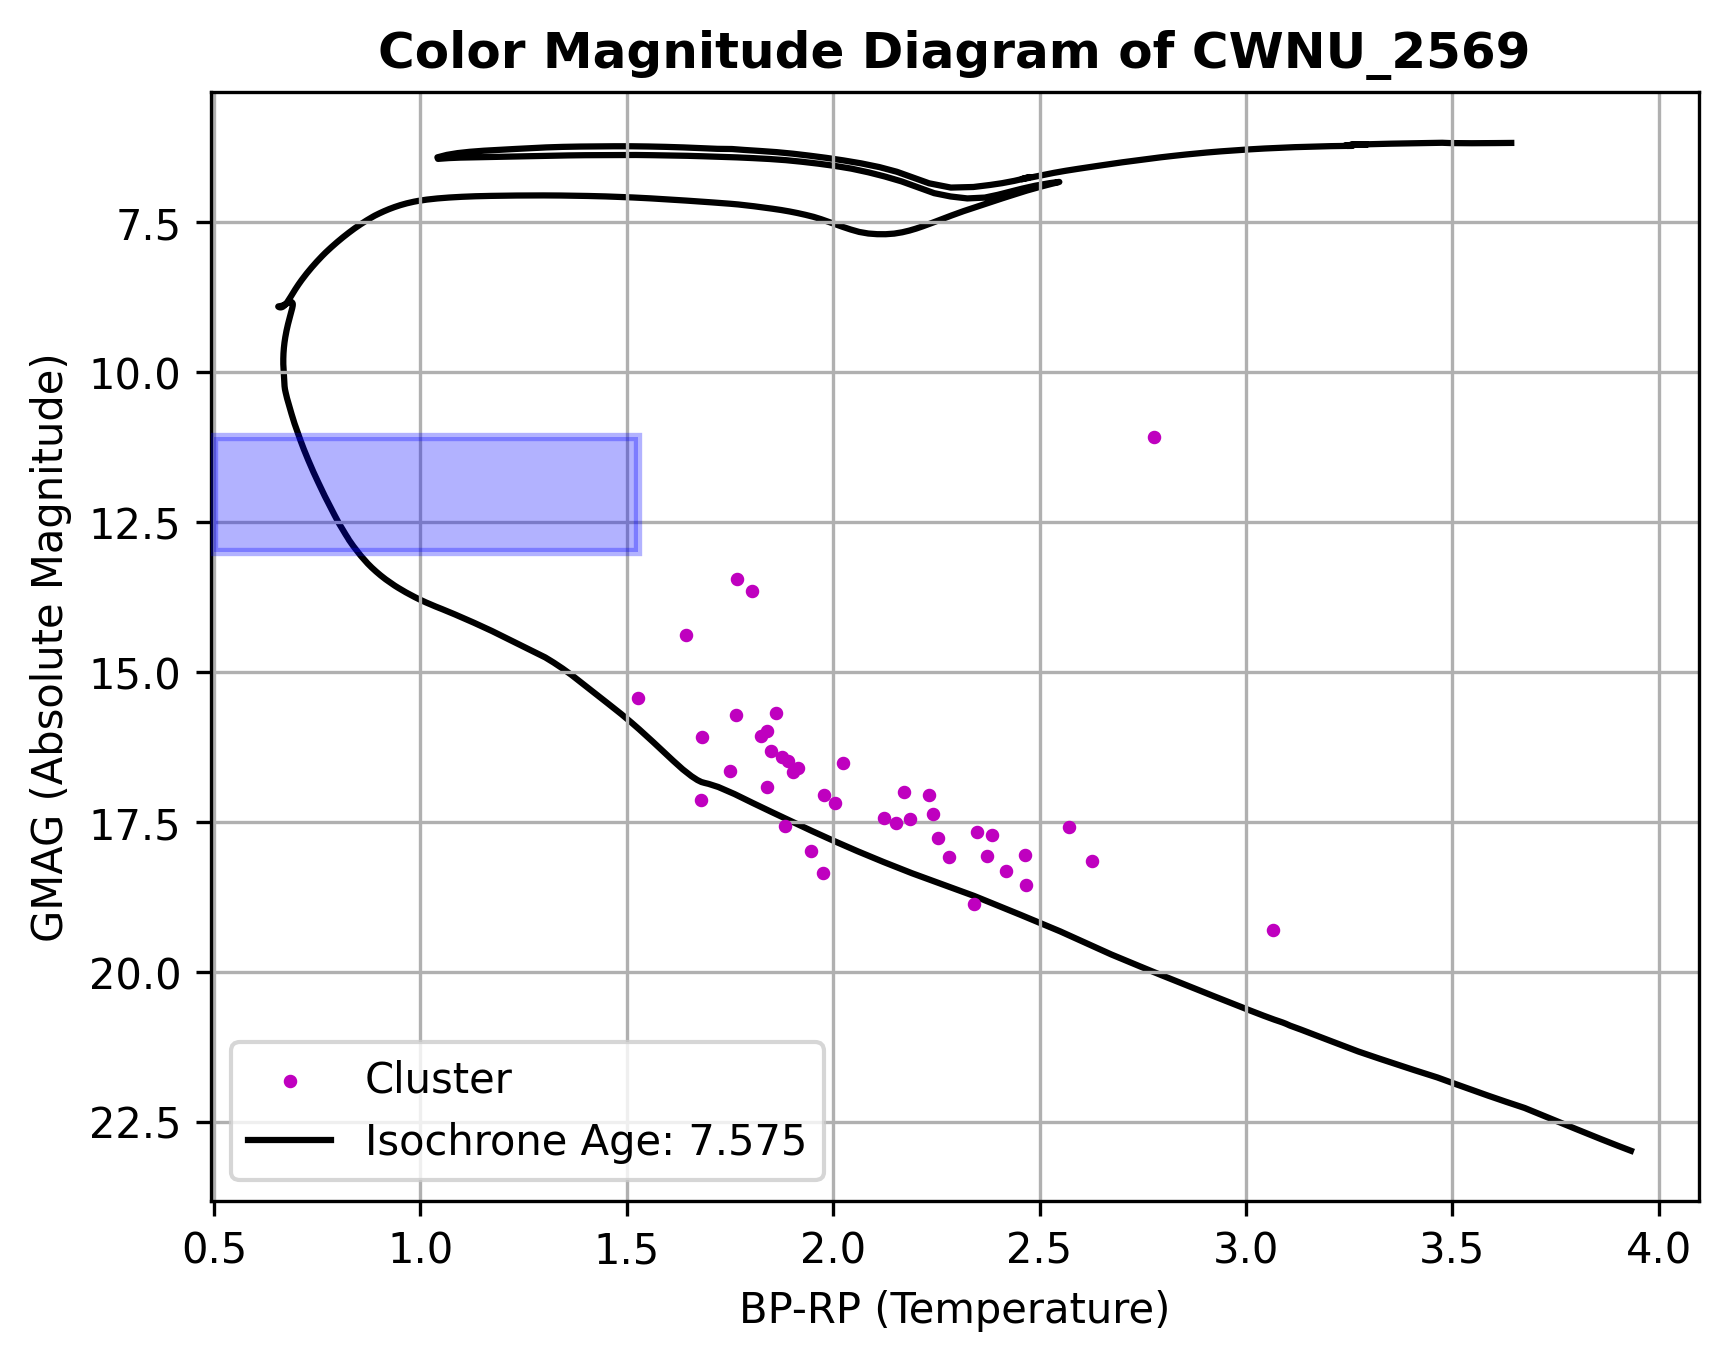 Color Magnitude Diagram of CWNU_2569
GMAG (Absolute Magnitude)
7.5
10.0
12.5
15.0
17.5
20.0
22.5
Cluster
Isochrone Age: 7.575
0.5 1.0 1.5 2.0 2.5 3.0 3.5 4.0
BP-RP (Temperature)